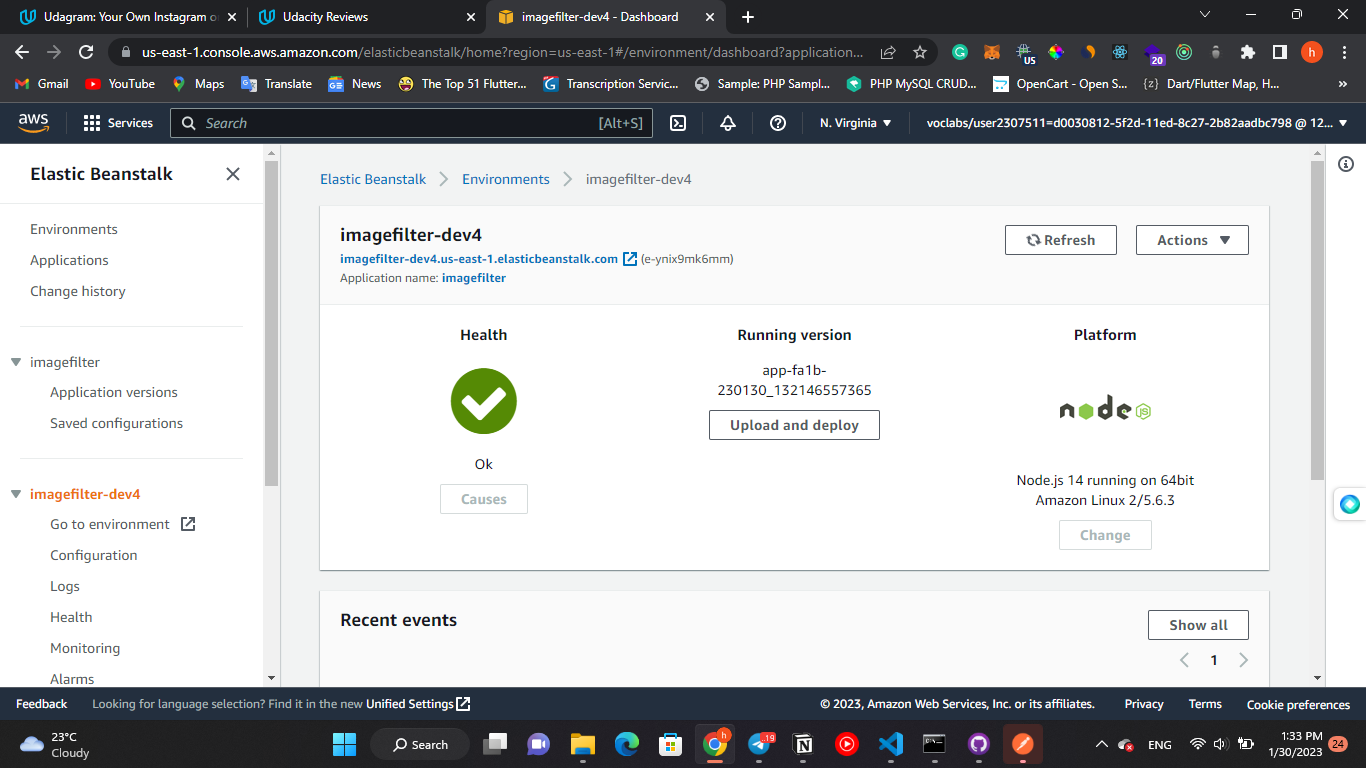 Udagram: Your Own Instagram o
Udacity Reviews
imagefilter-dev4 - Dashboard
us-east-1.console.aws.amazon.com/elasticbeanstalk/home?region=us-east-1#/environment/dashboard?application...
US
20
h
Gmail
YouTube
Maps
Translate
News
The Top 51 Flutter...
Transcription Servic...
Sample: PHP Sampl...
PHP MySQL CRUD...
OpenCart - Open S...
Dart/Flutter Map, H...
aws
Services
Search
[Alt+S]
N. Virginia
voclabs/user2307511=d0030812-5f2d-11ed-8c27-2b82aadbc798 @ 12...
Elastic Beanstalk
Environments
Applications
Change history
imagefilter
Application versions
Saved configurations
imagefilter-dev4
Go to environment
Configuration
Logs
Health
Monitoring
Alarms
Elastic Beanstalk
Environments
imagefilter-dev4
imagefilter-dev4
imagefilter-dev4.us-east-1.elasticbeanstalk.com (e-ynix9mk6mm)
Application name: imagefilter
Refresh
Actions
Health
Ok
Causes
Running version
app-fa1b-
230130_132146557365
Upload and deploy
Platform
node
JS
Node.js 14 running on 64bit
Amazon Linux 2/5.6.3
Change
Recent events
Show all
1
Feedback
Looking for language selection? Find it in the new Unified Settings
© 2023, Amazon Web Services, Inc. or its affiliates.
Privacy
Terms
Cookie preferences
23°C
Cloudy
Search
h
..19
ENG
1:33 PM
1/30/2023
24